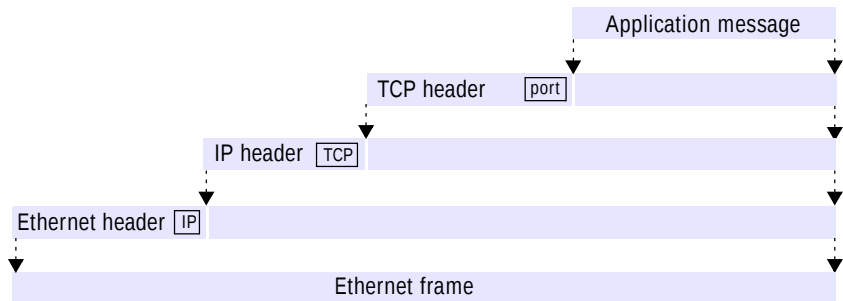 Application message
TCP header port
IP header TCP
Ethernet header IP
Ethernet frame